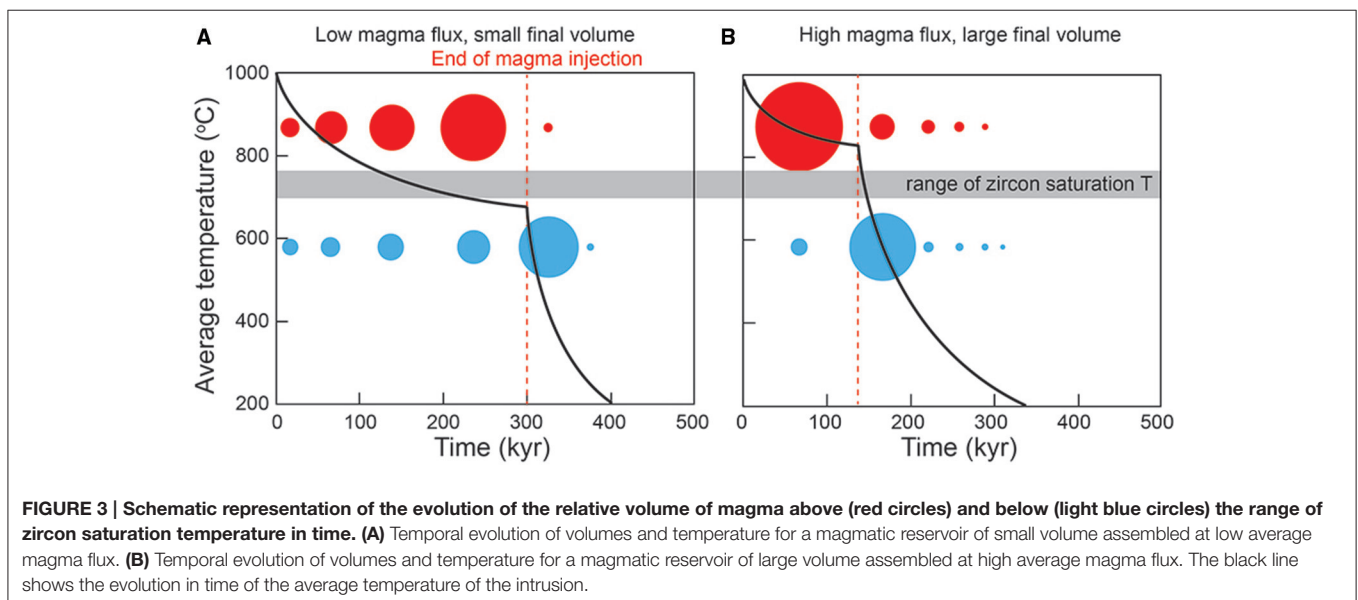 A
Low magma flux, small final volume
B
High magma flux, large final volume
End of magma injection
1000
800
600
400
200
Average temperature (ºC)
range of zircon saturation T
0
100
200
300
400
500
Time (kyr)
0
100
200
300
400
500
Time (kyr)
FIGURE 3 | Schematic representation of the evolution of the relative volume of magma above (red circles) and below (light blue circles) the range of
zircon saturation temperature in time. (A) Temporal evolution of volumes and temperature for a magmatic reservoir of small volume assembled at low average
magma flux. (B) Temporal evolution of volumes and temperature for a magmatic reservoir of large volume assembled at high average magma flux. The black line
shows the evolution in time of the average temperature of the intrusion.